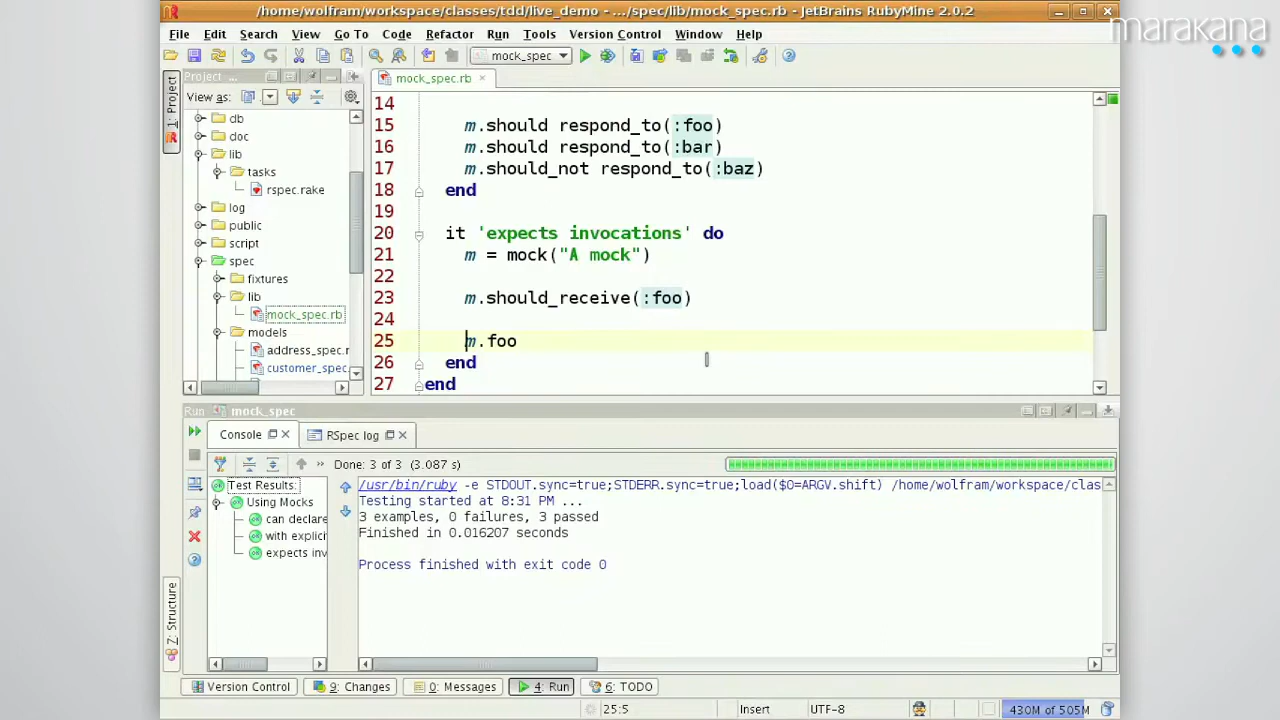 /home/wolfram/workspace/classes/tdd/live_demo - .../spec/lib/mock_spec.rb - JetBrains RubyMine 2.0.2
marakana
File Edit Search View Go To Code Refactor Run Tools Version Control Window Help
mock_spec
Project ...
mock_spec.rb
View as:
1: Project
db
doc
lib
tasks
rspec.rake
log
public
script
spec
fixtures
lib
mock_spec.rb
models
address_spec.r
customer_spec.
14
15 m.should respond_to(:foo)
16 m.should respond_to(:bar)
17 m.should_not respond_to(:baz)
18 end
19
20 it 'expects invocations' do
21 m = mock("A mock")
22
23 m.should_receive(:foo)
24
25 m.foo
26 end
27 end
Run mock_spec
Console RSpec log
Done: 3 of 3 (3.087 s)
Test Results:
Using Mocks
can declare
with explici
expects inv
/usr/bin/ruby -e STDOUT.sync=true;STDERR.sync=true;load($0=ARGV.shift) /home/wolfram/workspace/clas
Testing started at 8:31 PM ...
3 examples, 0 failures, 3 passed
Finished in 0.016207 seconds
Process finished with exit code 0
Z: Structure
Version Control 9: Changes 0: Messages 4: Run 6: TODO
25:5 Insert UTF-8 430M of 505M